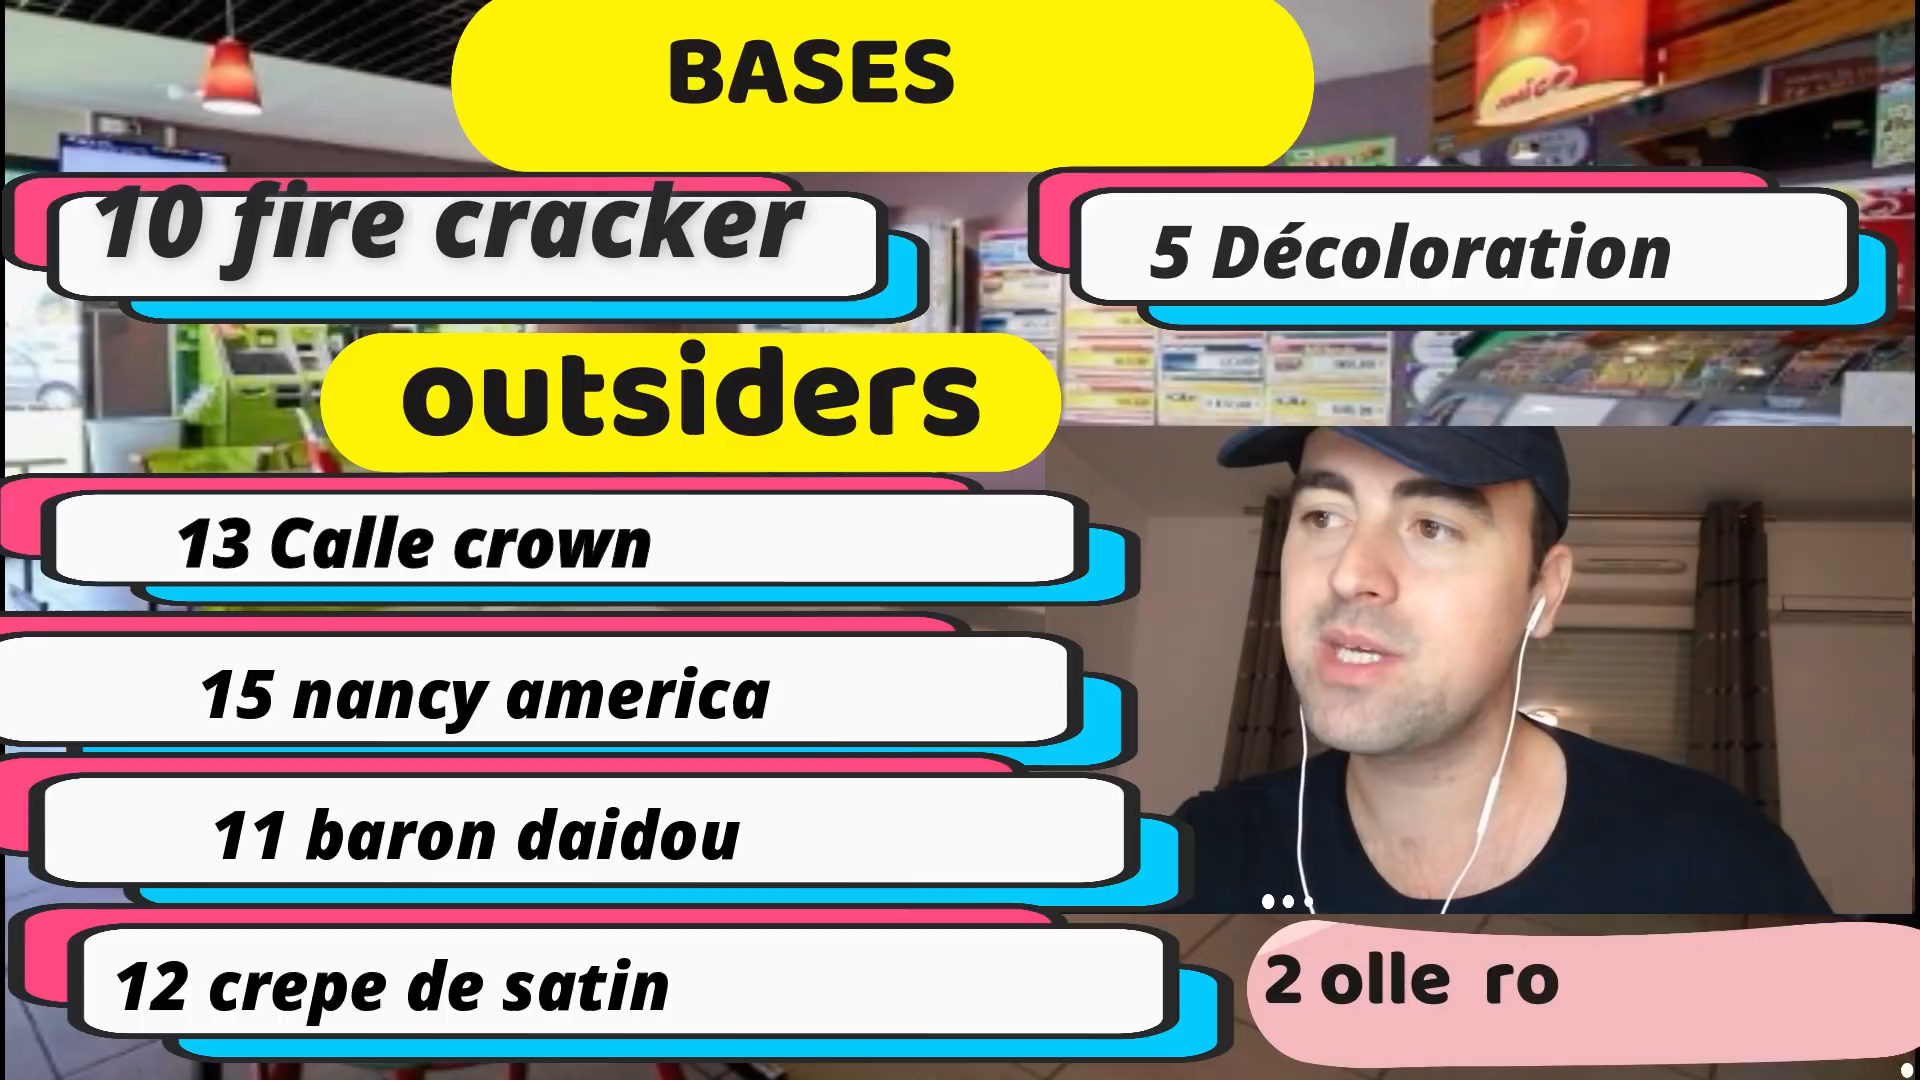 BASES
10 fire cracker
5 Décoloration
outsiders
13 Calle crown
15 nancy america
11 baron daidou
12 crepe de satin
2 olle ro